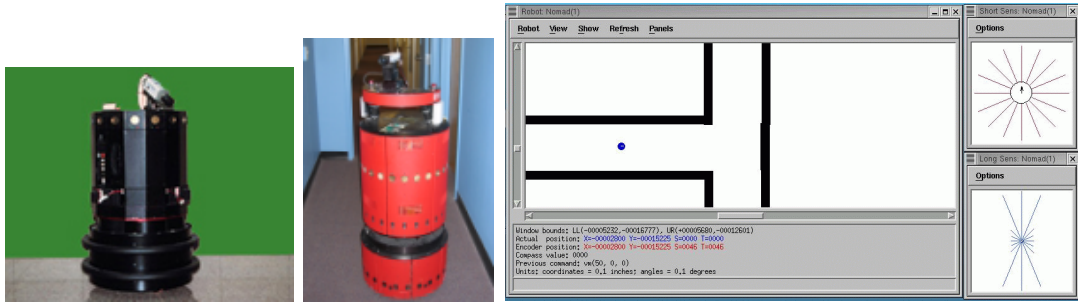 Robot: Nomad(1)
Robot View Show Refresh Panels
Window bounds: LL(-00005232,-00016777), UR(+00005680,-00012601)
Actual position: X=-00002800 Y=-00015225 S=0000 T=0000
Encoder position: X=-00002800 Y=-00015225 S=0046 T=0046
Compass value: 0000
Previous command: vm(50, 0, 0)
Units: coordinates = 0.1 inches; angles = 0.1 degrees
Short Sens: Nomad(1)
Options
Long Sens: Nomad(1)
Options